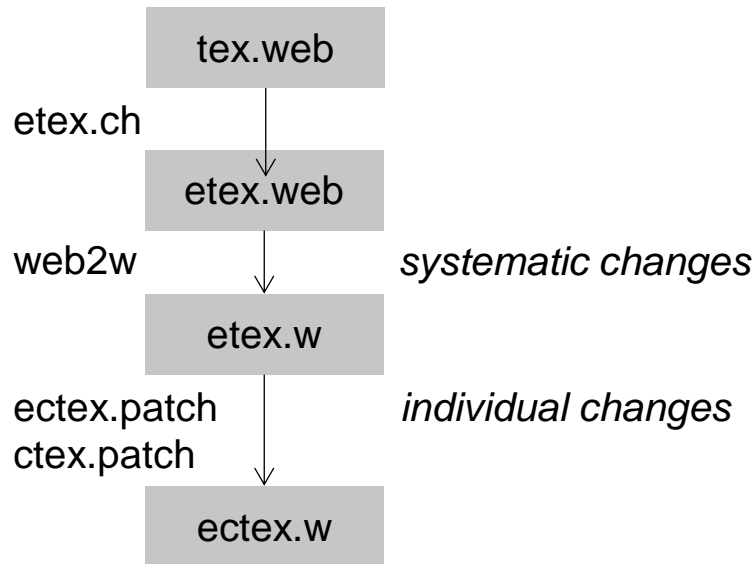 tex.web
etex.ch
etex.web
web2w systematic changes
etex.w
ectex.patch individual changes
ctex.patch
ectex.w